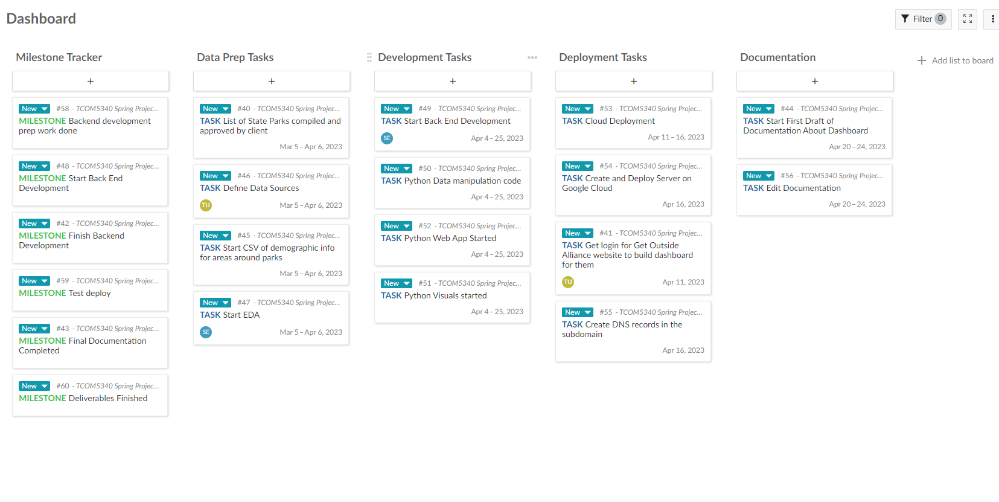 Dashboard
Filter 0
Milestone Tracker
+
New #58 - TCOM5340 Spring Projec...
MILESTONE Backend development
prep work done
New #48 - TCOM5340 Spring Projec...
MILESTONE Start Back End
Development
New #42 - TCOM5340 Spring Projec...
MILESTONE Finish Backend
Development
New #59 - TCOM5340 Spring Projec...
MILESTONE Test deploy
New #43 - TCOM5340 Spring Projec...
MILESTONE Final Documentation
Completed
New #60 - TCOM5340 Spring Projec...
MILESTONE Deliverables Finished
Data Prep Tasks
+
New #40 - TCOM5340 Spring Projec...
TASK List of State Parks compiled and
approved by client
Mar 5 – Apr 6, 2023
New #46 - TCOM5340 Spring Projec...
TASK Define Data Sources
TU Mar 5 – Apr 6, 2023
New #45 - TCOM5340 Spring Projec...
TASK Start CSV of demographic info
for areas around parks
Mar 5 – Apr 6, 2023
New #47 - TCOM5340 Spring Projec...
TASK Start EDA
SE Mar 5 – Apr 6, 2023
Development Tasks
+
New #49 - TCOM5340 Spring Projec...
TASK Start Back End Development
SE Apr 4 – 25, 2023
New #50 - TCOM5340 Spring Projec...
TASK Python Data manipulation code
Apr 4 – 25, 2023
New #52 - TCOM5340 Spring Projec...
TASK Python Web App Started
Apr 4 – 25, 2023
New #51 - TCOM5340 Spring Projec...
TASK Python Visuals started
Apr 4 – 25, 2023
Deployment Tasks
+
New #53 - TCOM5340 Spring Projec...
TASK Cloud Deployment
Apr 11 – 16, 2023
New #54 - TCOM5340 Spring Projec...
TASK Create and Deploy Server on
Google Cloud
Apr 16, 2023
New #41 - TCOM5340 Spring Projec...
TASK Get login for Get Outside
Alliance website to build dashboard
for them
TU Apr 11, 2023
New #55 - TCOM5340 Spring Projec...
TASK Create DNS records in the
subdomain
Apr 16, 2023
Documentation
+
New #44 - TCOM5340 Spring Projec...
TASK Start First Draft of
Documentation About Dashboard
Apr 20 – 24, 2023
New #56 - TCOM5340 Spring Projec...
TASK Edit Documentation
Apr 20 – 24, 2023
+ Add list to board